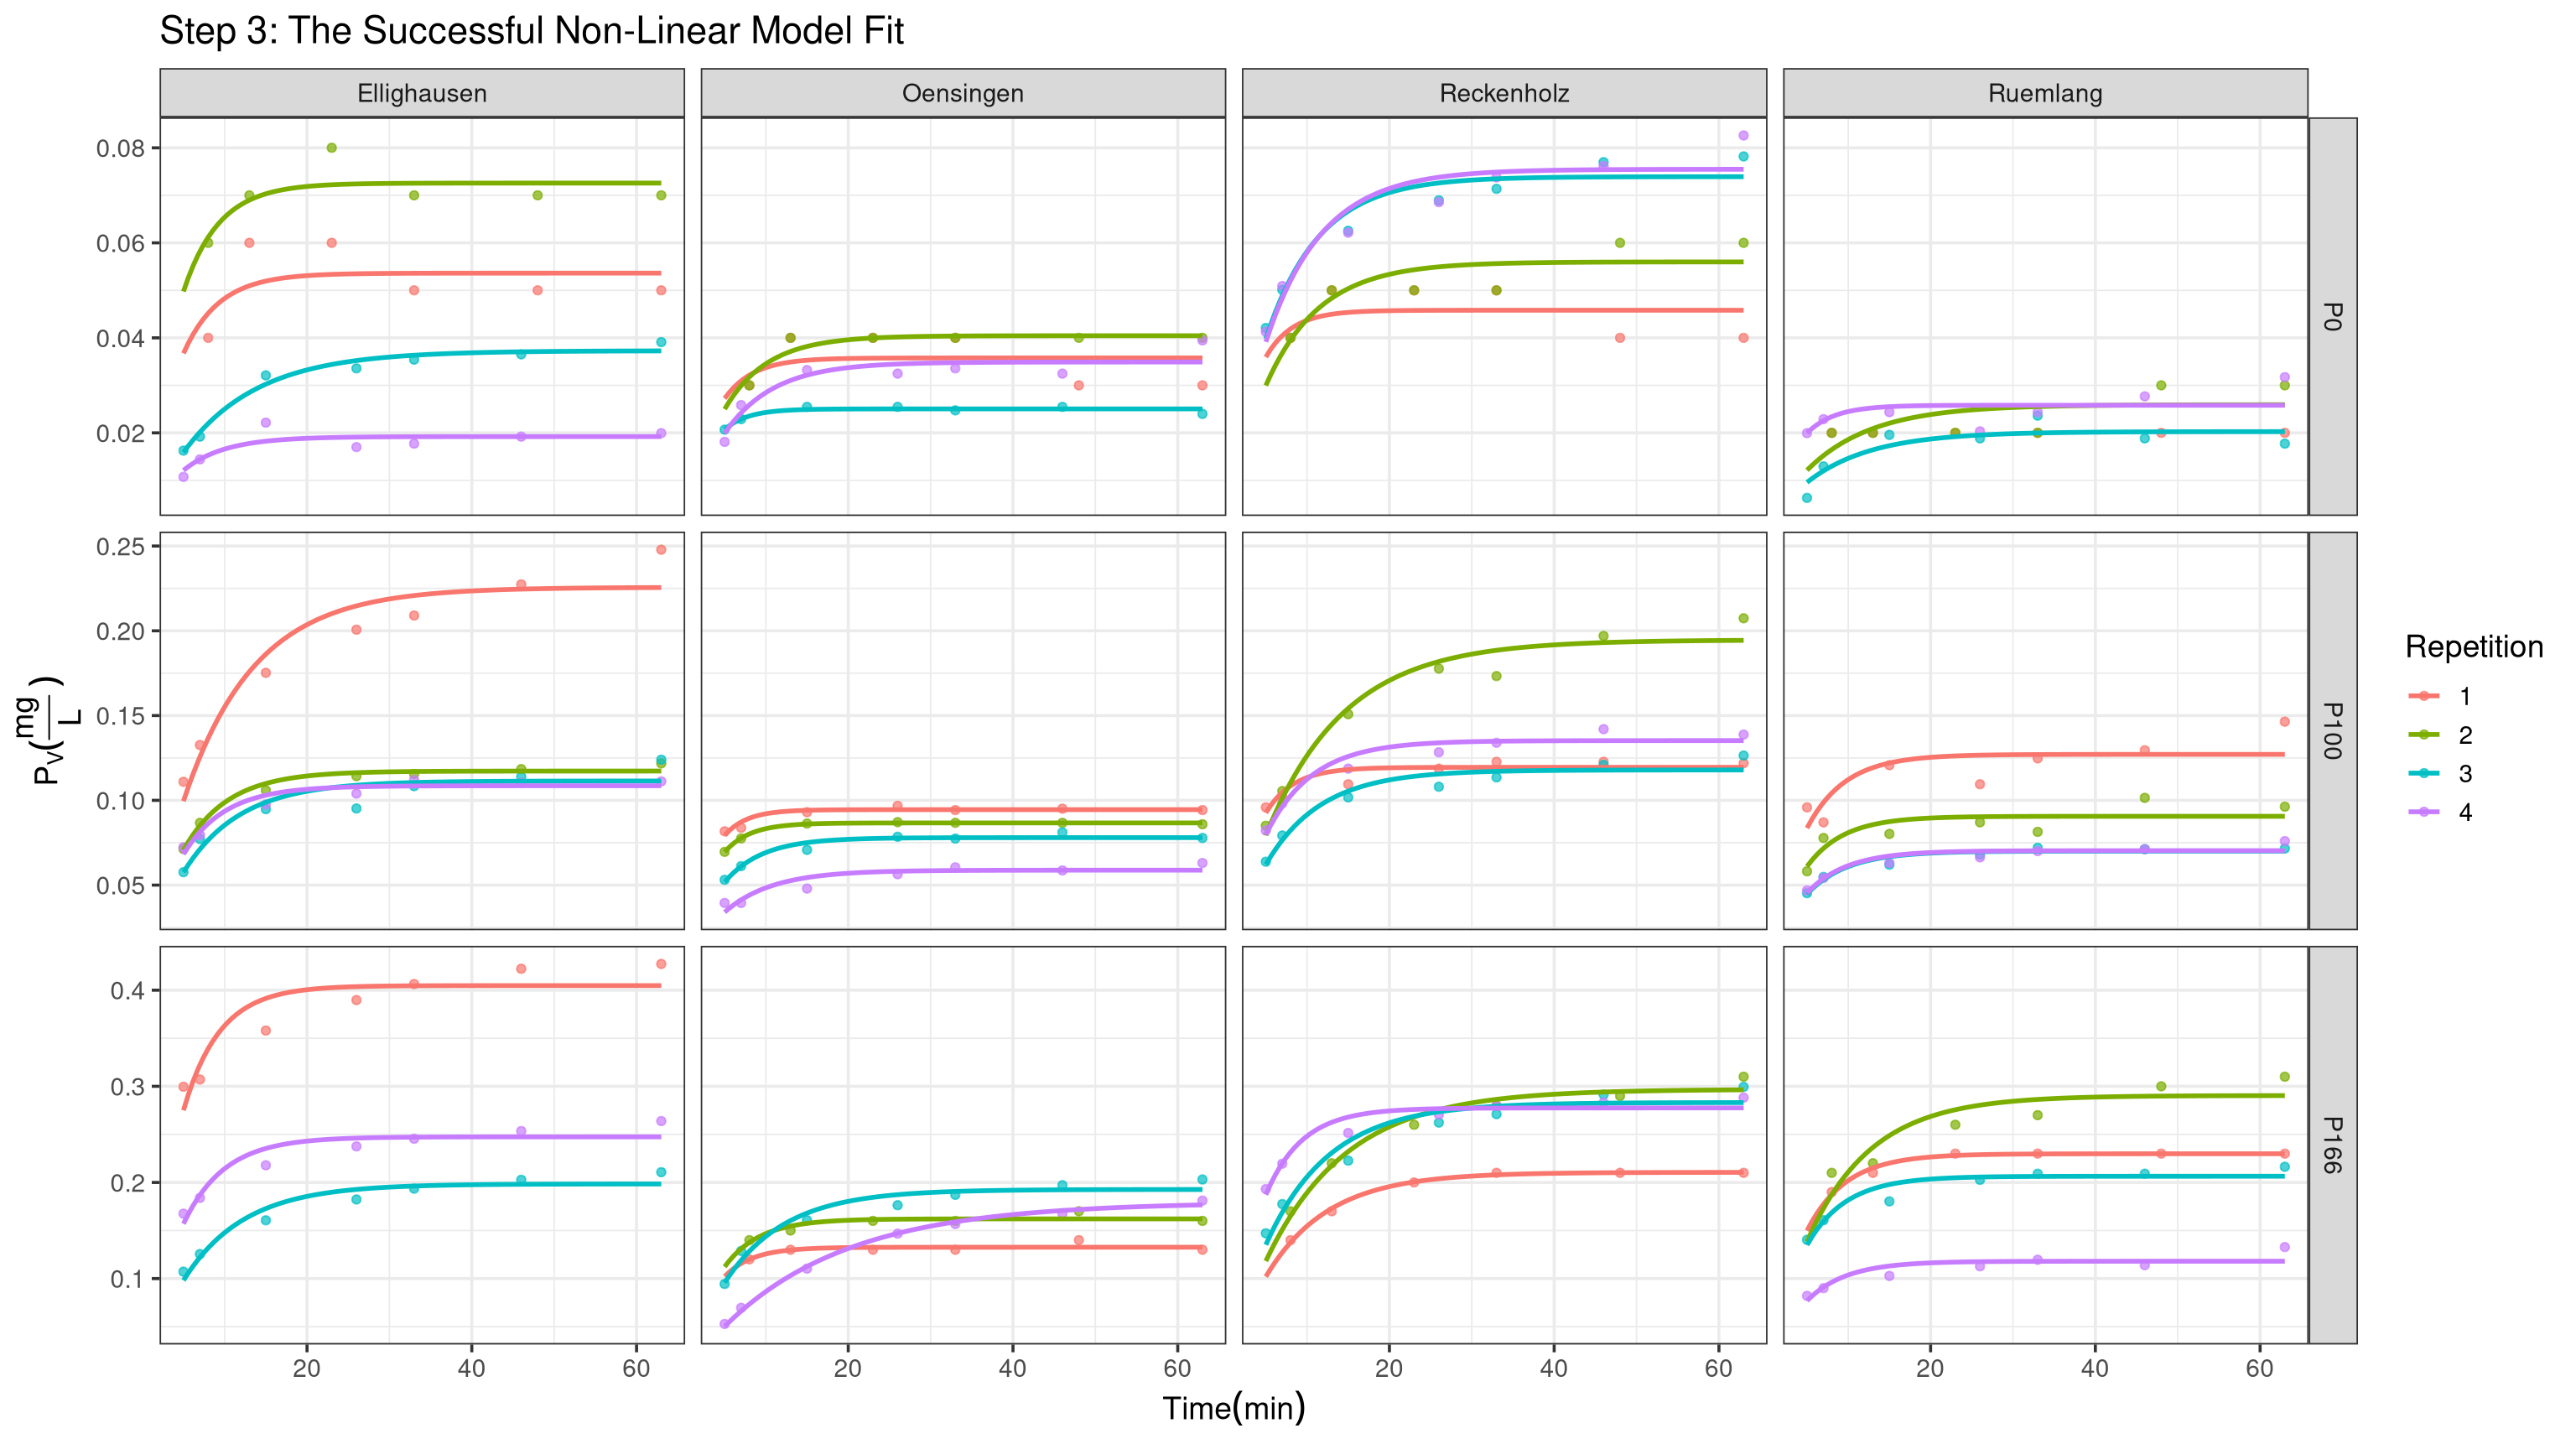 Step 3: The Successful Non-Linear Model Fit
Ellighausen Oensingen Reckenholz Ruemlang
0.08
0.06
0.04
0.02
P0
0.25
0.20
0.15
0.10
0.05
P100
0.4
0.3
0.2
0.1
P166
20 40 60 20 40 60 20 40 60 20 40 60
Time(min)
PV(mg/L)
Repetition
1
2
3
4